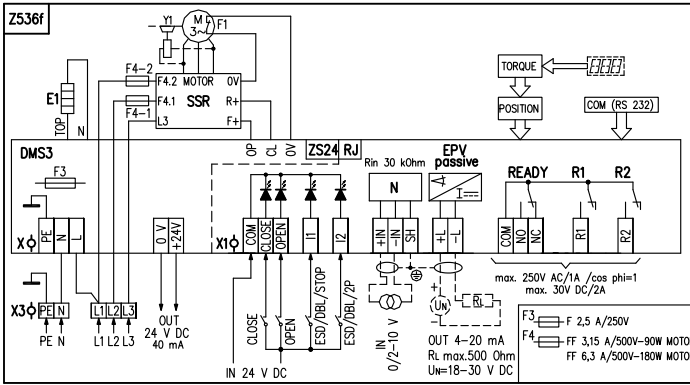 Z536f
Y1
M
3~
F1
F4-2
F4.2
MOTOR
0V
F4.1
SSR
R+
F4-1
L3
F+
E1
TOP
N
OP
CL
0V
TORQUE
POSITION
COM (RS 232)
DMS3
ZS24
RJ
F3
Rin 30 kOhm
N
EPV
passive
I
READY
R1
R2
X
PE
N
L
0 V
+24V
X1
COM
CLOSE
OPEN
I1
I2
+IN
-IN
SH
+L
-L
COM
NO
NC
R1
R2
max. 250V AC/1A /cos phi=1
max. 30V DC/2A
X3
PE
N
L1
L2
L3
PE N
L1 L2 L3
OUT
24 V DC
40 mA
CLOSE
OPEN
ESD/DBL/STOP
ESD/DBL/2P
IN 24 V DC
IN
0/2-10 V
+
UN
-
RL
OUT 4-20 mA
RL max.500 Ohm
UN=18-30 V DC
F3
F 2,5 A/250V
F4
FF 3,15 A/500V-90W MOTO
FF 6,3 A/500V-180W MOTO